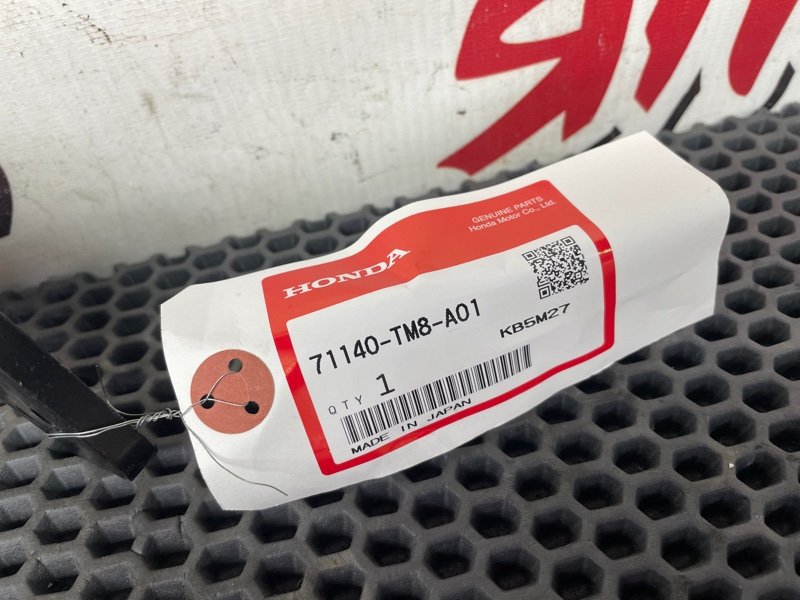 GENUINE PARTS
Honda Motor Co., Ltd.
HONDA
71140-TM8-A01
KB5M27
QTY 1
MADE IN JAPAN